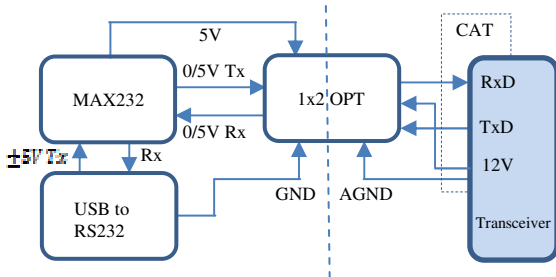 5V
CAT
0/5V Tx
RxD
MAX232
1x2 OPT
0/5V Rx
TxD
±5V Tx
Rx
12V
USB to
RS232
GND
AGND
Transceiver